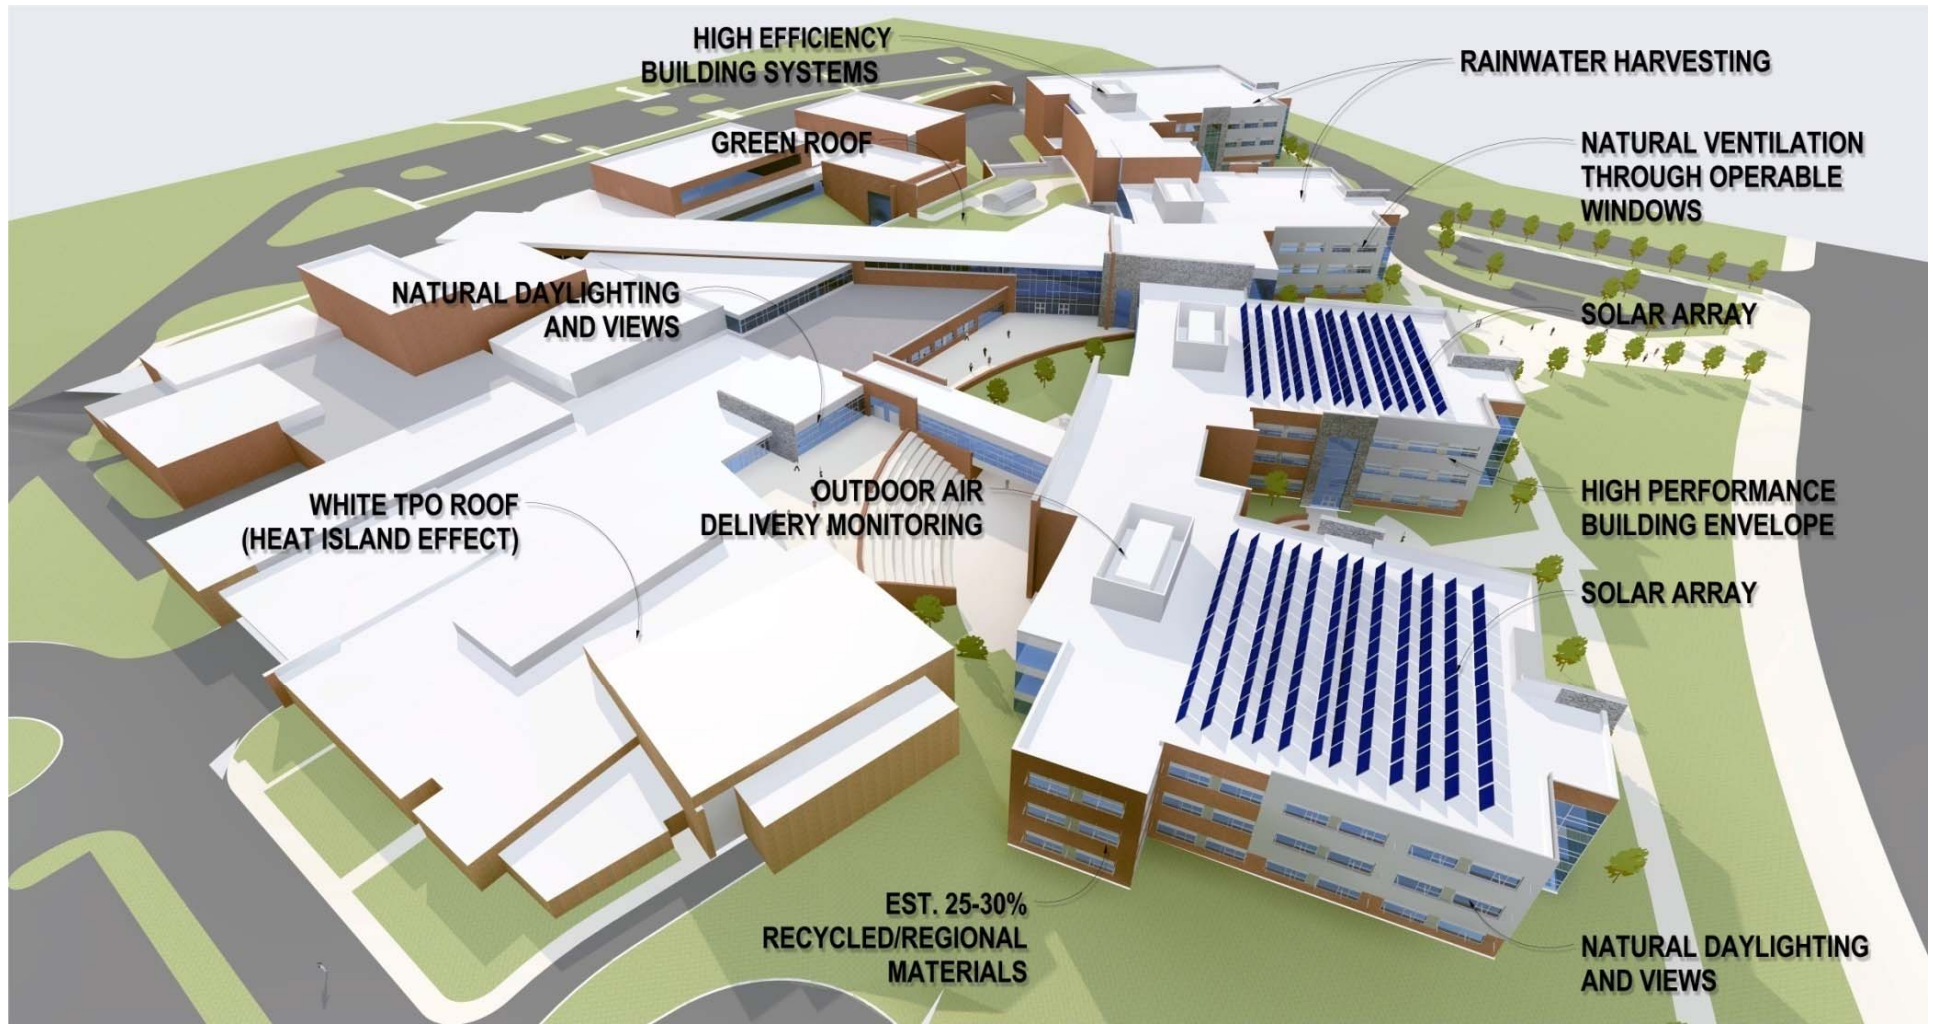 HIGH EFFICIENCY
BUILDING SYSTEMS
RAINWATER HARVESTING
GREEN ROOF
NATURAL VENTILATION
THROUGH OPERABLE
WINDOWS
NATURAL DAYLIGHTING
AND VIEWS
SOLAR ARRAY
WHITE TPO ROOF
(HEAT ISLAND EFFECT)
OUTDOOR AIR
DELIVERY MONITORING
HIGH PERFORMANCE
BUILDING ENVELOPE
SOLAR ARRAY
EST. 25-30%
RECYCLED/REGIONAL
MATERIALS
NATURAL DAYLIGHTING
AND VIEWS